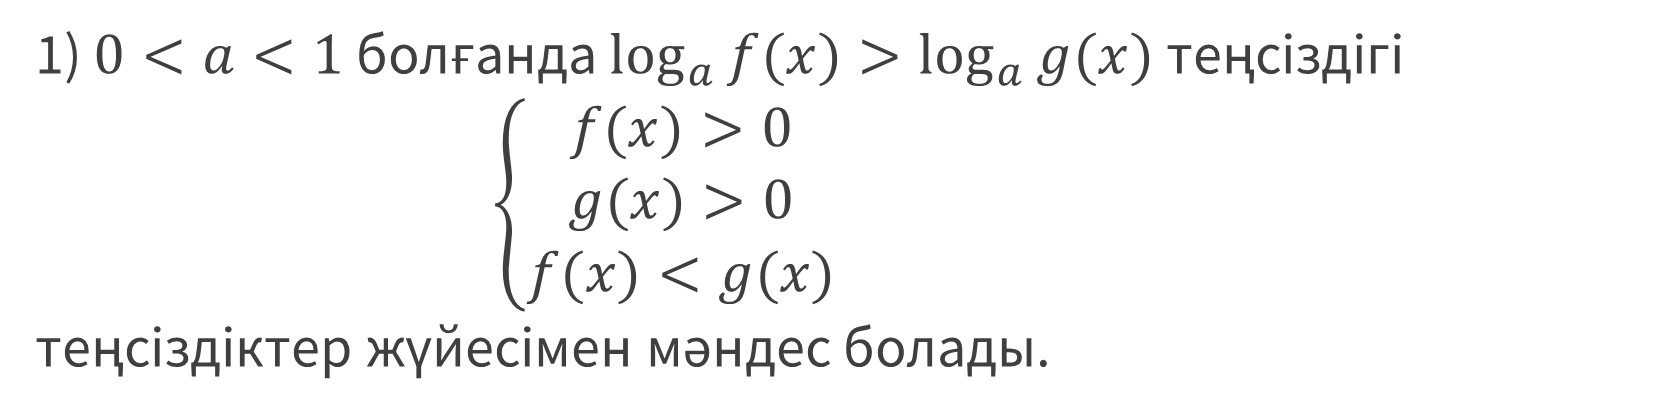 1) 0 < a < 1 болғанда logₐ f(x) > logₐ g(x) теңсіздігі
f(x) > 0
g(x) > 0
f(x) < g(x)
теңсіздіктер жүйесімен мәндес болады.